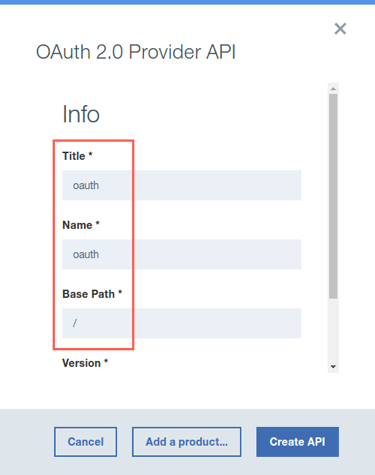 OAuth 2.0 Provider API
Info
Title *
oauth
Name *
oauth
Base Path *
/
Version *
Cancel
Add a product...
Create API